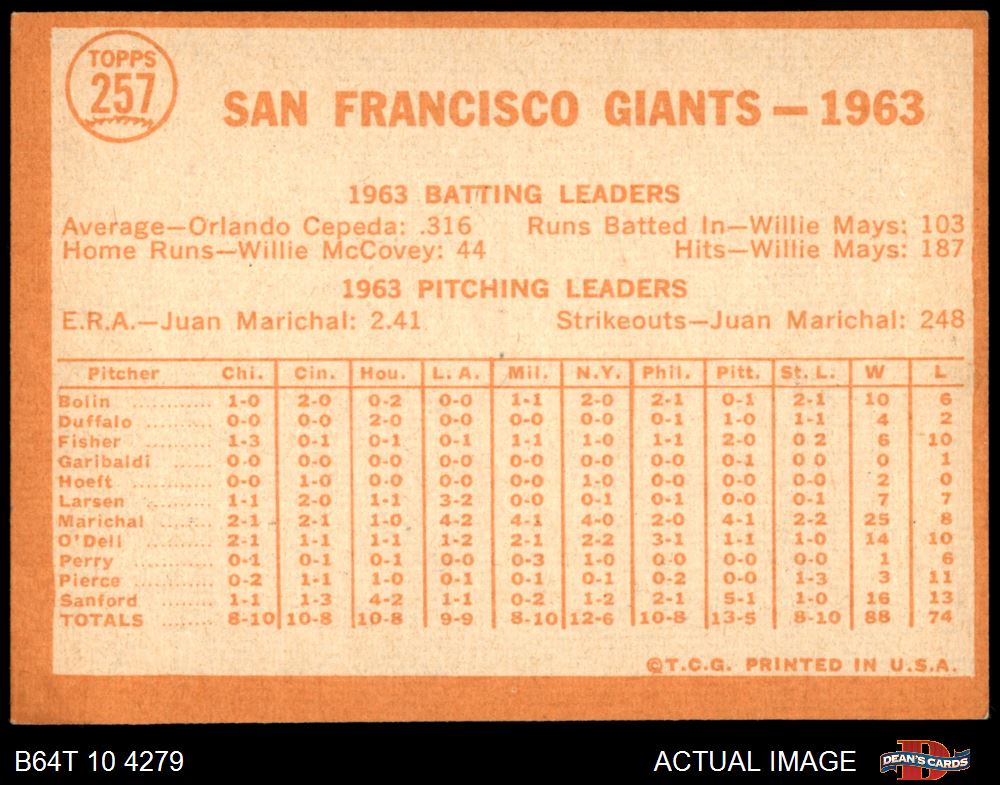 TOPPS
257
SAN FRANCISCO GIANTS — 1963
1963 BATTING LEADERS
Average—Orlando Cepeda: .316 Runs Batted In—Willie Mays: 103
Home Runs—Willie McCovey: 44 Hits—Willie Mays: 187
1963 PITCHING LEADERS
E.R.A.—Juan Marichal: 2.41 Strikeouts—Juan Marichal: 248
Pitcher Chi. Cin. Hou. L. A. Mil. N.Y. Phil. Pitt. St. L. W L
Bolin .......... 1-0 2-0 0-2 0-0 1-1 2-0 2-1 0-1 2-1 10 6
Duffalo .......... 0-0 0-0 2-0 0-0 0-0 0-0 0-1 1-0 1-1 4 2
Fisher .......... 1-3 0-1 0-1 0-1 1-1 1-0 1-1 2-0 0 2 6 10
Garibaldi ...... 0-0 0-0 0-0 0-0 0-0 0-0 0-0 0-1 0 0 0 1
Hoeft .......... 0-0 1-0 0-0 0-0 0-0 1-0 0-0 0-0 0-0 2 0
Larsen .......... 1-1 2-0 1-1 3-2 0-0 0-1 0-1 0-0 0-1 7 7
Marichal .......... 2-1 2-1 1-0 4-2 4-1 4-0 2-0 4-1 2-2 25 8
O'Dell .......... 2-1 1-1 1-1 1-2 2-1 2-2 3-1 1-1 1-0 14 10
Perry .......... 0-1 0-1 0-1 0-0 0-3 1-0 0-0 0-0 0-0 1 6
Pierce .......... 0-2 1-1 1-0 0-1 0-1 0-1 0-2 0-0 1-3 3 11
Sanford .......... 1-1 1-3 4-2 1-1 0-2 1-2 2-1 5-1 1-0 16 13
TOTALS 8-10 10-8 10-8 9-9 8-10 12-6 10-8 13-5 8-10 88 74
©T.C.G. PRINTED IN U.S.A.
B64T 10 4279 ACTUAL IMAGE DEAN'S CARDS